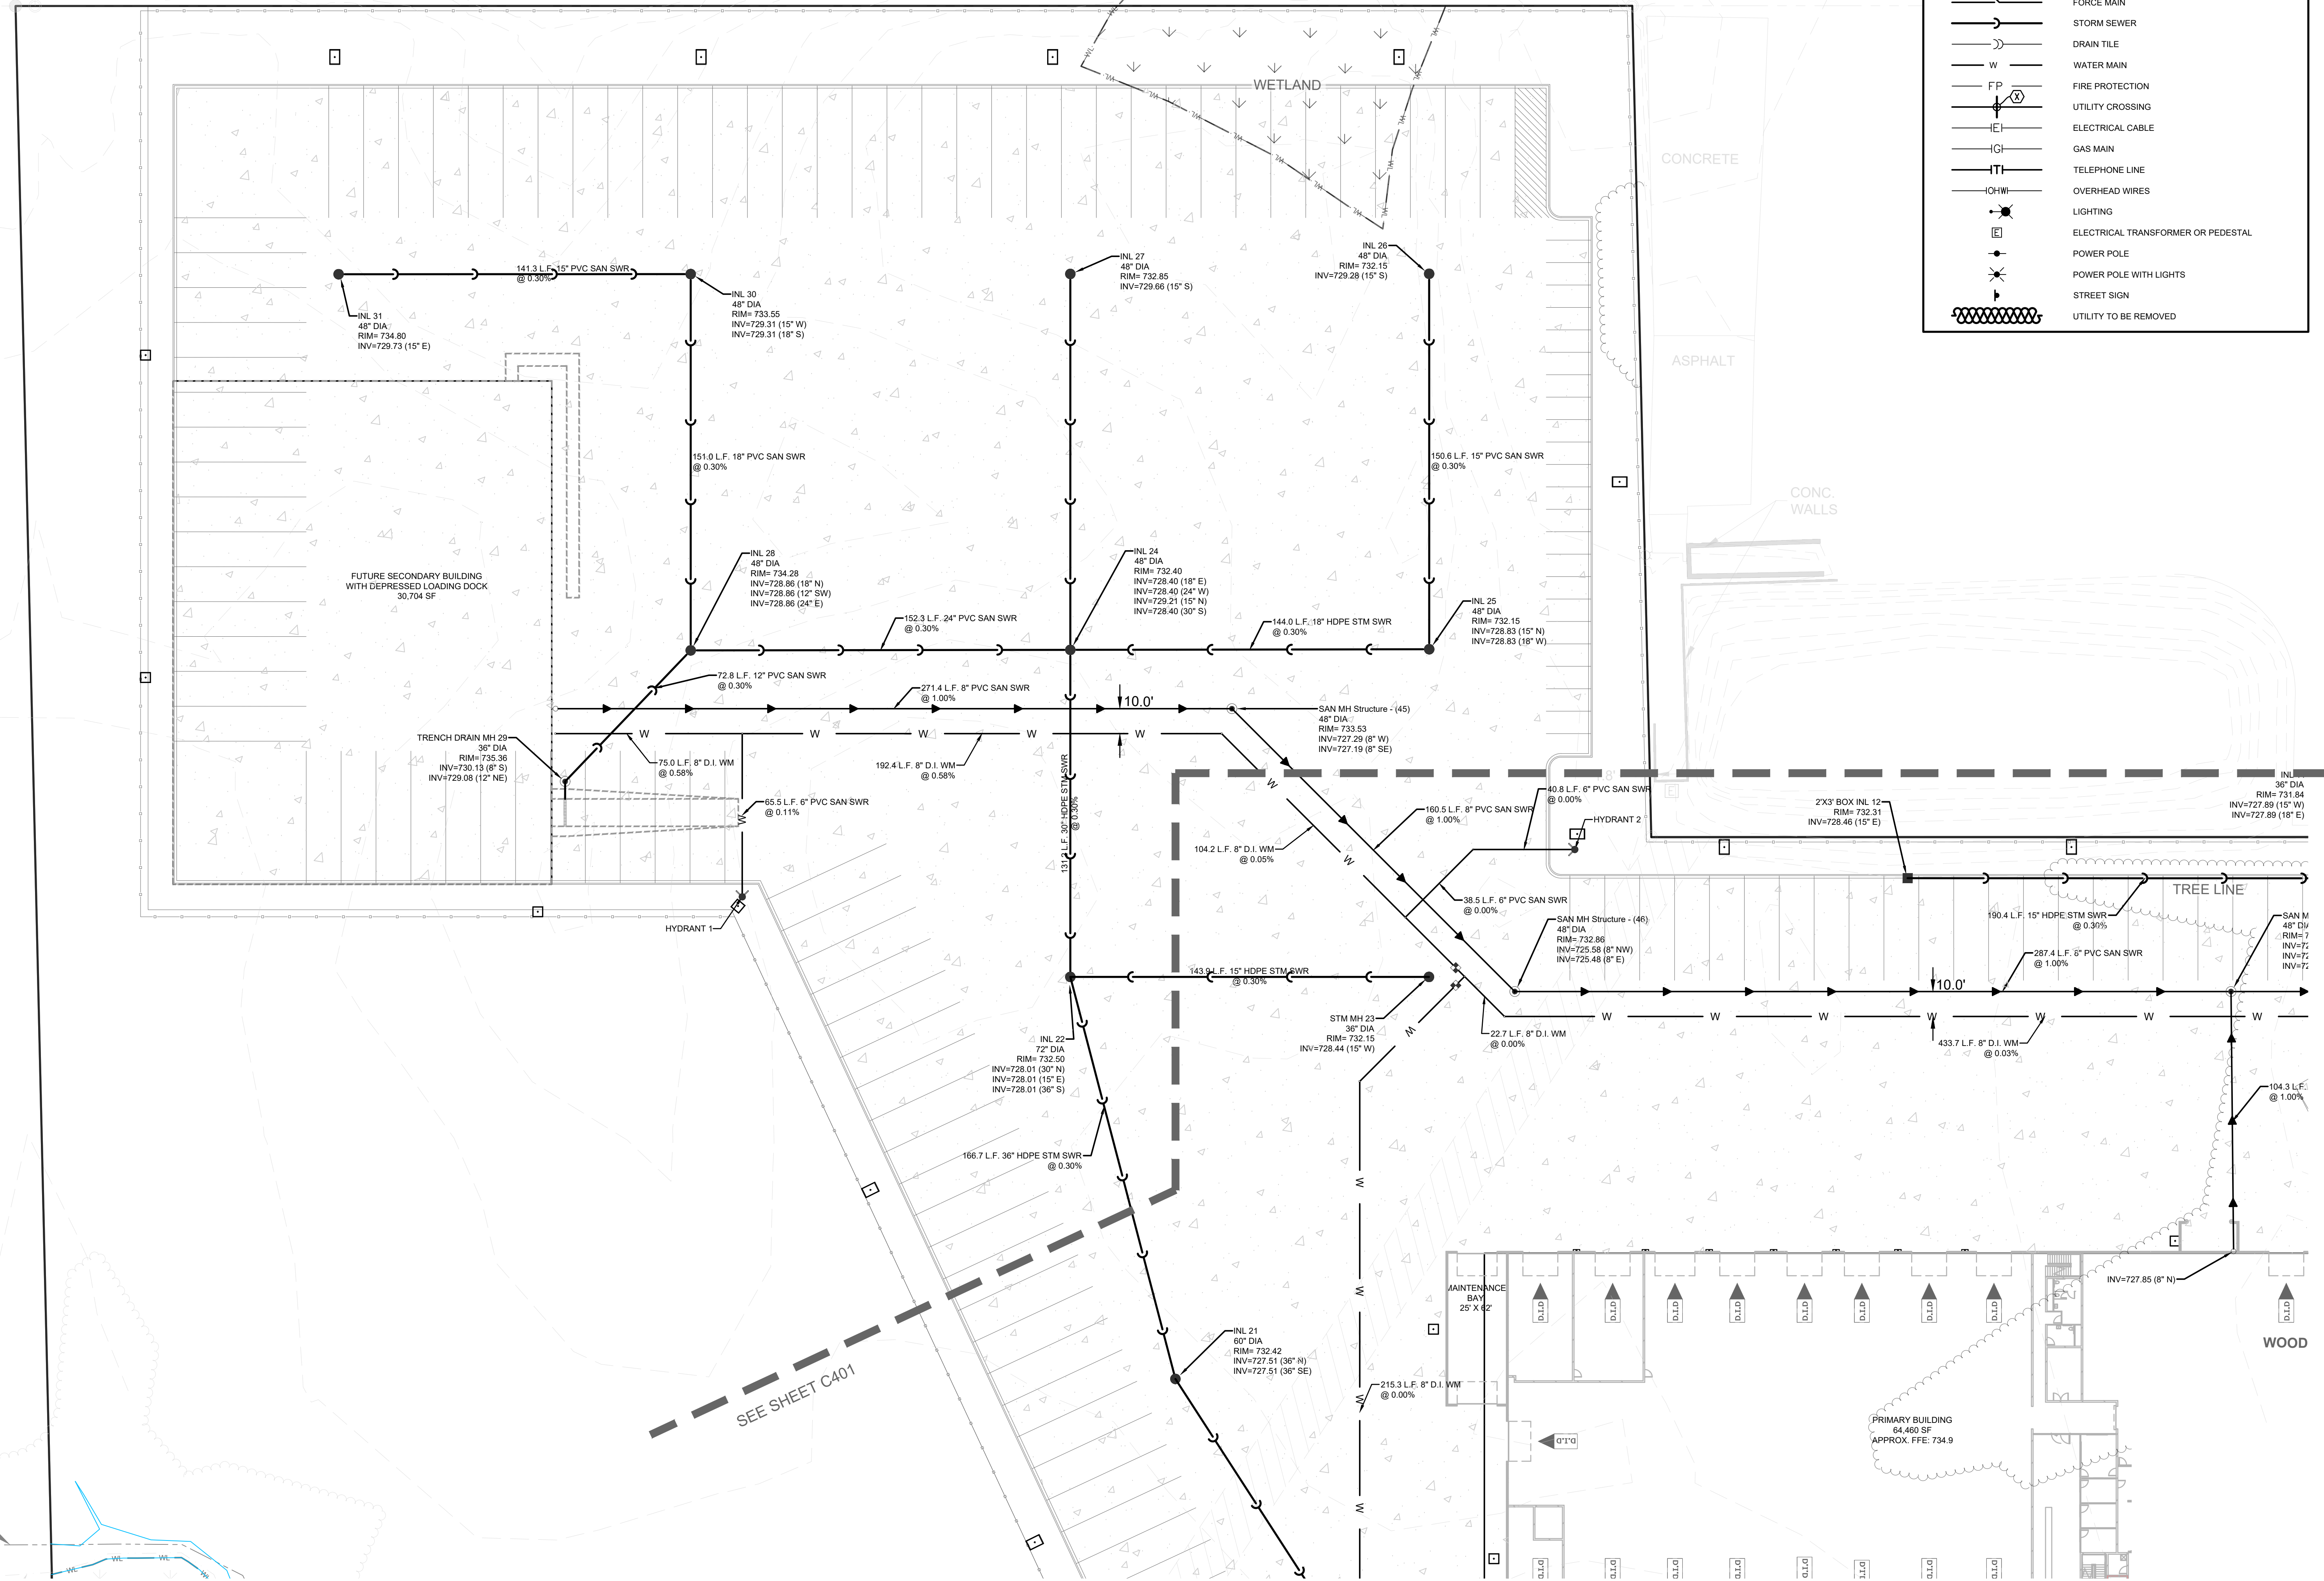 FORCE MAIN
STORM SEWER
DRAIN TILE
W
WATER MAIN
FP
FIRE PROTECTION
X
UTILITY CROSSING
E
ELECTRICAL CABLE
G
GAS MAIN
T
TELEPHONE LINE
OHW
OVERHEAD WIRES
LIGHTING
E
ELECTRICAL TRANSFORMER OR PEDESTAL
POWER POLE
POWER POLE WITH LIGHTS
STREET SIGN
UTILITY TO BE REMOVED
WETLAND
CONCRETE
ASPHALT
CONC.
WALLS
141.3 L.F. 15" PVC SAN SWR
@ 0.30%
INL 31
48" DIA
RIM= 734.80
INV=729.73 (15" E)
INL 30
48" DIA
RIM= 733.55
INV=729.31 (15" W)
INV=729.31 (18" S)
INL 27
48" DIA
RIM= 732.85
INV=729.66 (15" S)
INL 26
48" DIA
RIM= 732.15
INV=729.28 (15" S)
151.0 L.F. 18" PVC SAN SWR
@ 0.30%
150.6 L.F. 15" PVC SAN SWR
@ 0.30%
FUTURE SECONDARY BUILDING
WITH DEPRESSED LOADING DOCK
30,704 SF
INL 28
48" DIA
RIM= 734.28
INV=728.86 (18" N)
INV=728.86 (12" SW)
INV=728.86 (24" E)
INL 24
48" DIA
RIM= 732.40
INV=728.40 (18" E)
INV=728.40 (24" W)
INV=729.21 (15" N)
INV=728.40 (30" S)
INL 25
48" DIA
RIM= 732.15
INV=728.83 (15" N)
INV=728.83 (18" W)
152.3 L.F. 24" PVC SAN SWR
@ 0.30%
144.0 L.F. 18" HDPE STM SWR
@ 0.30%
72.8 L.F. 12" PVC SAN SWR
@ 0.30%
271.4 L.F. 8" PVC SAN SWR
@ 1.00%
10.0'
SAN MH Structure - (45)
48" DIA
RIM= 733.53
INV=727.29 (8" W)
INV=727.19 (8" SE)
TRENCH DRAIN MH 29
36" DIA
RIM= 735.36
INV=730.13 (8" S)
INV=729.08 (12" NE)
75.0 L.F. 8" D.I. WM
@ 0.58%
192.4 L.F. 8" D.I. WM
@ 0.58%
65.5 L.F. 6" PVC SAN SWR
@ 0.11%
131.3 L.F. 30" HDPE STM SWR
@ 0.30%
HYDRANT 1
160.5 L.F. 8" PVC SAN SWR
@ 1.00%
40.8 L.F. 6" PVC SAN SWR
@ 0.00%
HYDRANT 2
104.2 L.F. 8" D.I. WM
@ 0.05%
38.5 L.F. 6" PVC SAN SWR
@ 0.00%
2'X3' BOX INL 12
RIM= 732.31
INV=728.46 (15" E)
36" DIA
RIM= 731.84
INV=727.89 (15" W)
INV=727.89 (18" E)
TREE LINE
190.4 L.F. 15" HDPE STM SWR
@ 0.30%
SAN MH Structure - (46)
48" DIA
RIM= 732.86
INV=725.58 (8" NW)
INV=725.48 (8" E)
287.4 L.F. 6" PVC SAN SWR
@ 1.00%
10.0'
433.7 L.F. 8" D.I. WM
@ 0.03%
104.3 L.F.
@ 1.00%
143.9 L.F. 15" HDPE STM SWR
@ 0.30%
STM MH 23
36" DIA
RIM= 732.15
INV=728.44 (15" W)
22.7 L.F. 8" D.I. WM
@ 0.00%
INL 22
72" DIA
RIM= 732.50
INV=728.01 (30" N)
INV=728.01 (15" E)
INV=728.01 (36" S)
166.7 L.F. 36" HDPE STM SWR
@ 0.30%
SEE SHEET C401
INL 21
60" DIA
RIM= 732.42
INV=727.51 (36" N)
INV=727.51 (36" SE)
215.3 L.F. 8" D.I. WM
@ 0.00%
MAINTENANCE
BAY
25' X 62'
D.I.D
INV=727.85 (8" N)
WOOD
PRIMARY BUILDING
64,460 SF
APPROX. FFE: 734.9